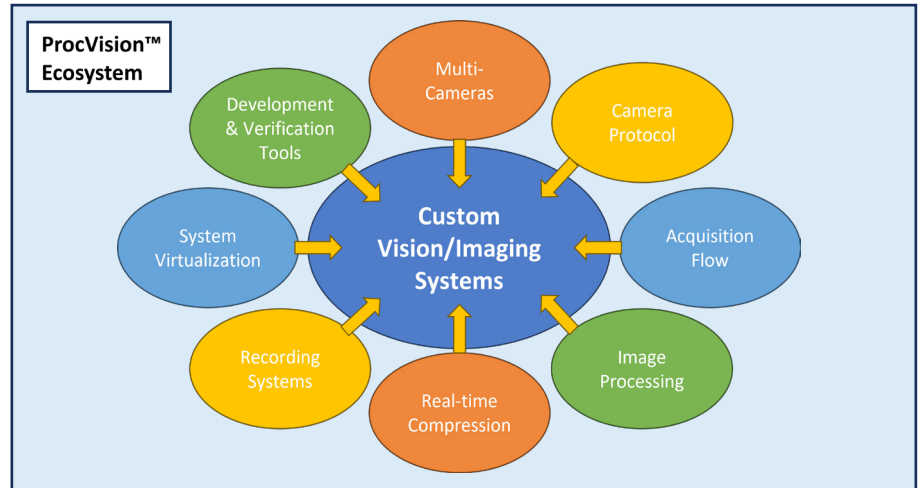 ProcVision™
Ecosystem
Multi-
Cameras
Camera
Protocol
Acquisition
Flow
Image
Processing
Real-time
Compression
Recording
Systems
System
Virtualization
Development
& Verification
Tools
Custom
Vision/Imaging
Systems